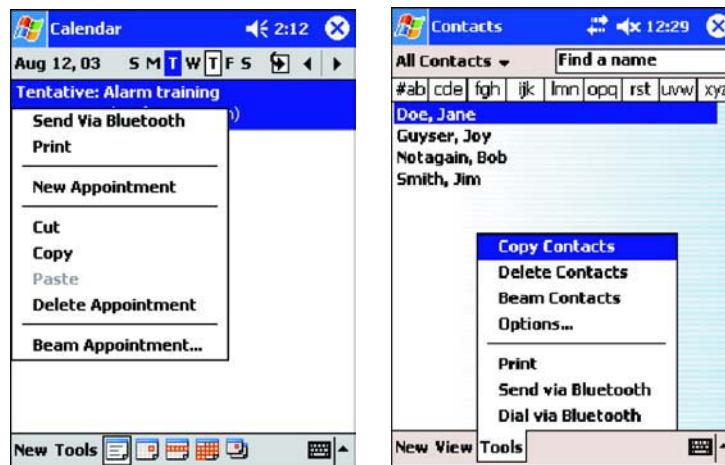 Calendar 2:12
Aug 12, 03 S M T W T F S
Tentative: Alarm training
n)
Send Via Bluetooth
Print
New Appointment
Cut
Copy
Paste
Delete Appointment
Beam Appointment...
New Tools
Contacts 12:29
All Contacts Find a name
#ab cde fgh ijk lmn opq rst uvw xyz
Doe, Jane
Guyser, Joy
Notagain, Bob
Smith, Jim
Copy Contacts
Delete Contacts
Beam Contacts
Options...
Print
Send via Bluetooth
Dial via Bluetooth
New View Tools